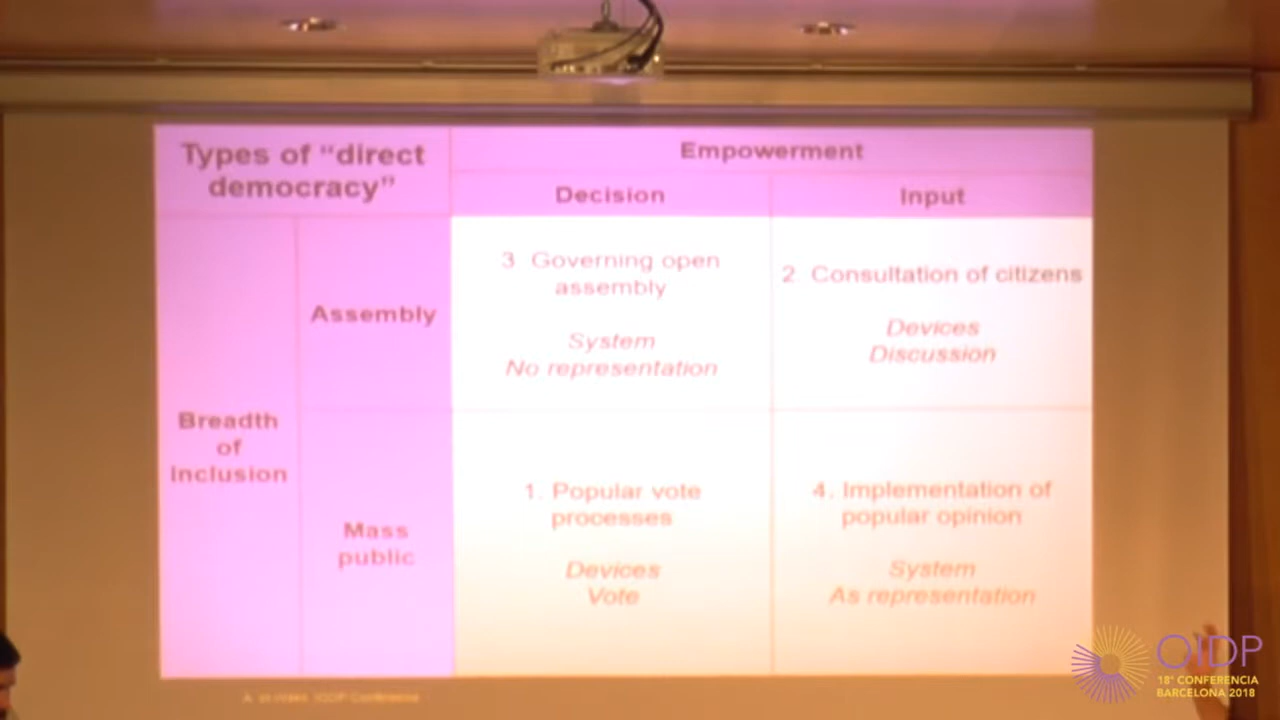 Types of “direct
democracy”
Empowerment
Decision
Input
Breadth
of
Inclusion
Assembly
3 Governing open
assembly
System
No representation
2 Consultation of citizens
Devices
Discussion
Mass
public
1. Popular vote
processes
Devices
Vote
4. Implementation of
popular opinion
System
As representation
OIDP
18ª CONFERENCIA
BARCELONA 2018